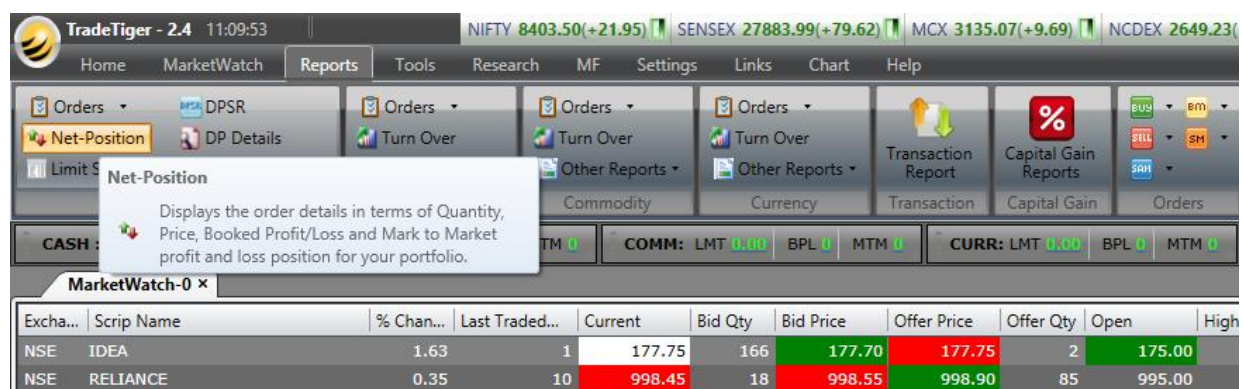 TradeTiger - 2.4 11:09:53 NIFTY 8403.50(+21.95) SENSEX 27883.99(+79.62) MCX 3135.07(+9.69) NCDEX 2649.23(
Home MarketWatch Reports Tools Research MF Settings Links Chart Help
Orders DPSR Orders Orders Orders BUY BM
Net-Position DP Details Turn Over Turn Over Turn Over Transaction Report Capital Gain Reports SELL SM
Limit S Other Reports Other Reports SAM
Commodity Currency Transaction Capital Gain Orders
Net-Position
Displays the order details in terms of Quantity,
Price, Booked Profit/Loss and Mark to Market
profit and loss position for your portfolio.
CASH : TM 0 COMM: LMT 0.00 BPL 0 MTM 0 CURR: LMT 0.00 BPL 0 MTM 0
MarketWatch-0 ×
Excha... Scrip Name % Chan... Last Traded... Current Bid Qty Bid Price Offer Price Offer Qty Open High
NSE IDEA 1.63 1 177.75 166 177.70 177.75 2 175.00
NSE RELIANCE 0.35 10 998.45 18 998.55 998.90 85 995.00